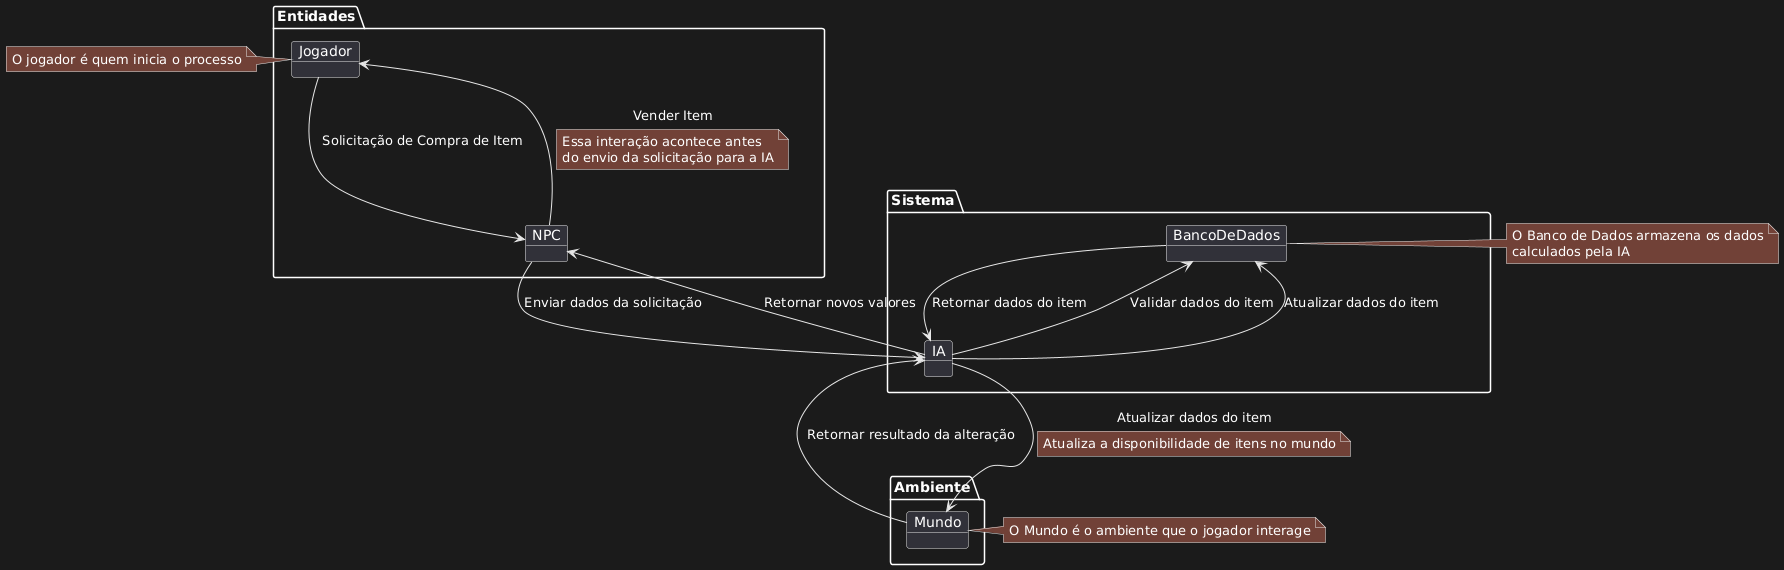 Entidades
Jogador
O jogador é quem inicia o processo
Vender Item
Solicitação de Compra de Item
Essa interação acontece antes
do envio da solicitação para a IA
NPC
Sistema
BancoDeDados
O Banco de Dados armazena os dados
calculados pela IA
Enviar dados da solicitação
Retornar novos valores
Retornar dados do item
Validar dados do item
Atualizar dados do item
IA
Atualizar dados do item
Retornar resultado da alteração
Atualiza a disponibilidade de itens no mundo
Ambiente
Mundo
O Mundo é o ambiente que o jogador interage